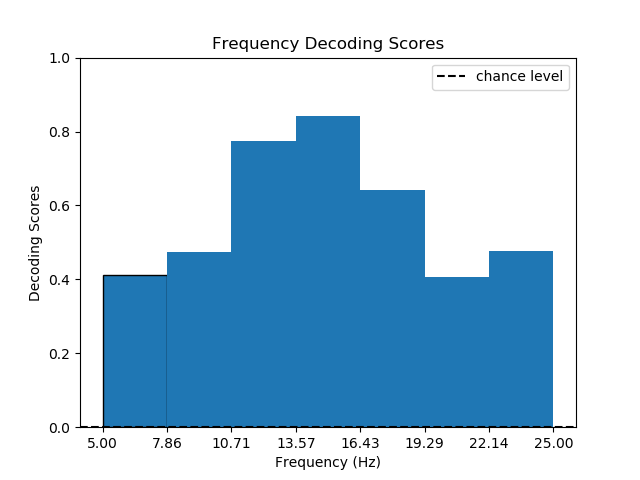 Frequency Decoding Scores
chance level
Decoding Scores
1.0
0.8
0.6
0.4
0.2
0.0
5.00 7.86 10.71 13.57 16.43 19.29 22.14 25.00
Frequency (Hz)